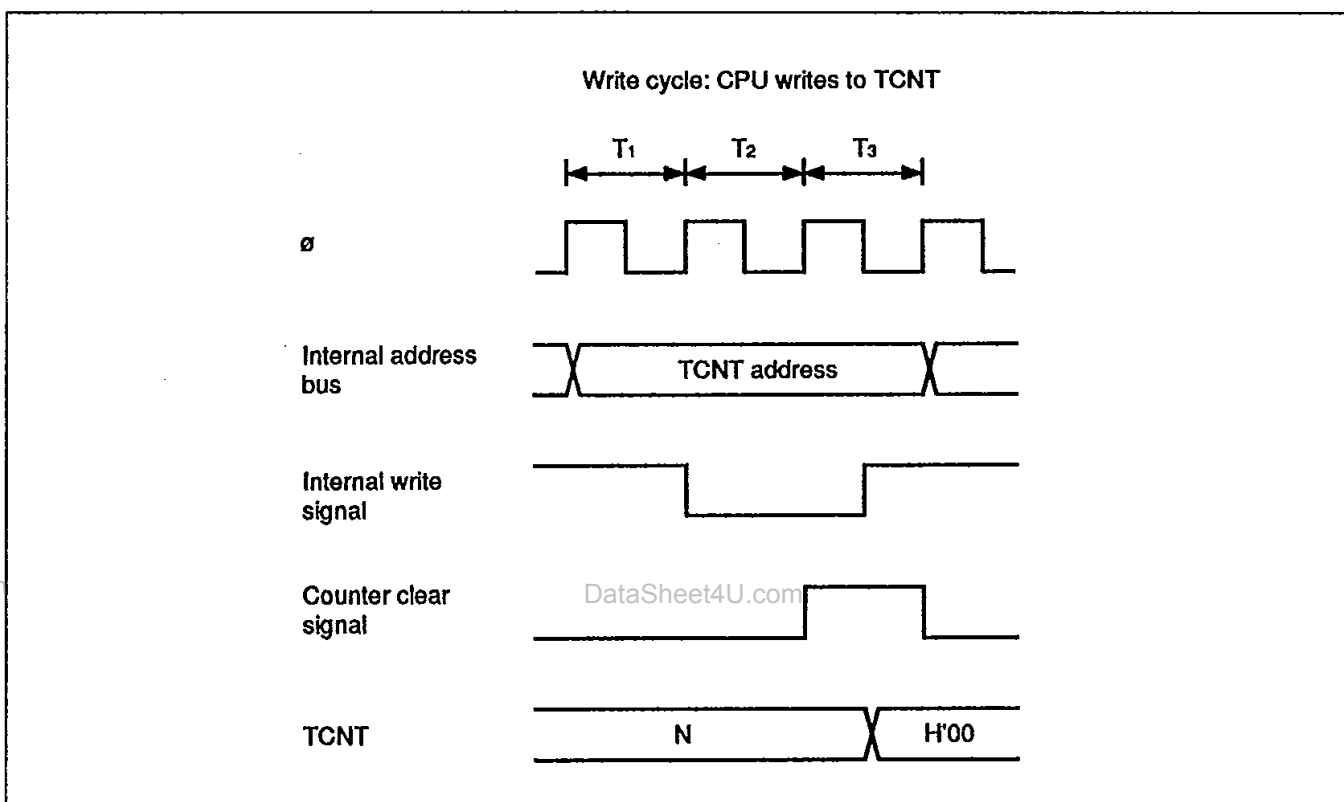 Write cycle: CPU writes to TCNT
T1 T2 T3
ø
Internal address
bus
TCNT address
Internal write
signal
Counter clear
signal
DataSheet4U.com
TCNT
N
H'00